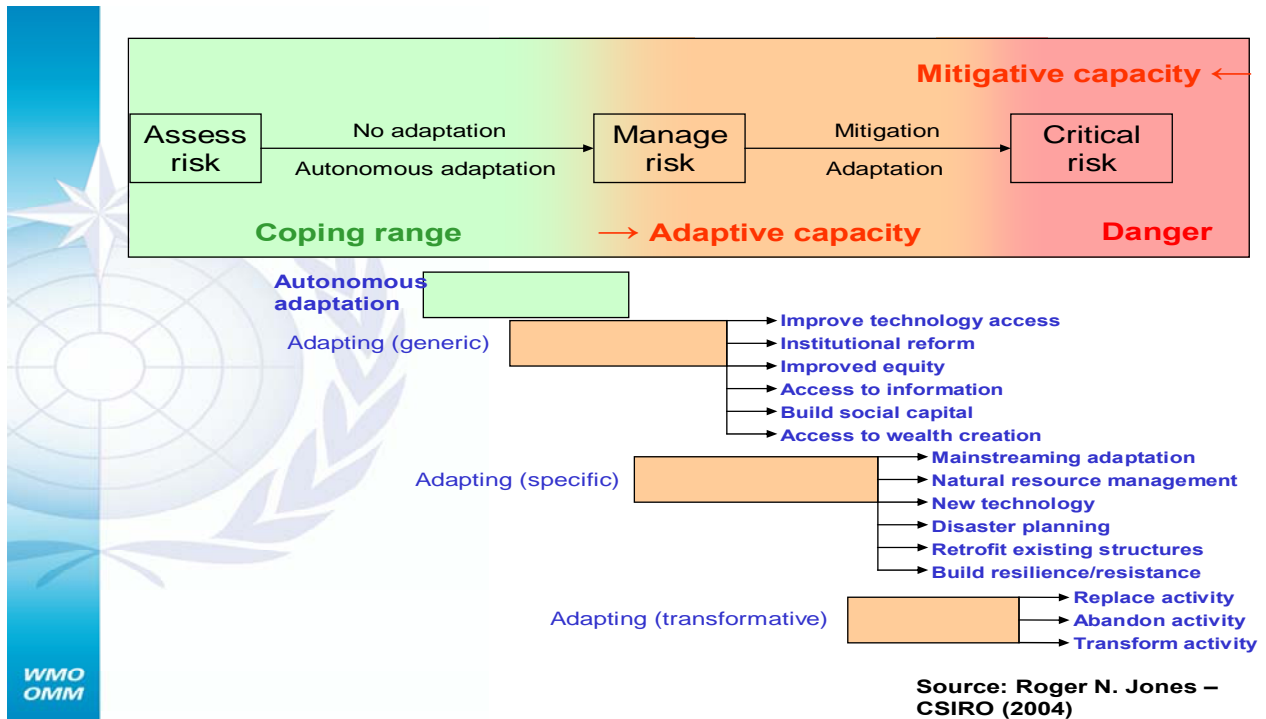 Mitigative capacity ←
Assess
risk
No adaptation
Autonomous adaptation
Manage
risk
Mitigation
Adaptation
Critical
risk
Coping range
→ Adaptive capacity
Danger
Autonomous
adaptation
Adapting (generic)
Improve technology access
Institutional reform
Improved equity
Access to information
Build social capital
Access to wealth creation
Adapting (specific)
Mainstreaming adaptation
Natural resource management
New technology
Disaster planning
Retrofit existing structures
Build resilience/resistance
Adapting (transformative)
Replace activity
Abandon activity
Transform activity
WMO
OMM
Source: Roger N. Jones –
CSIRO (2004)